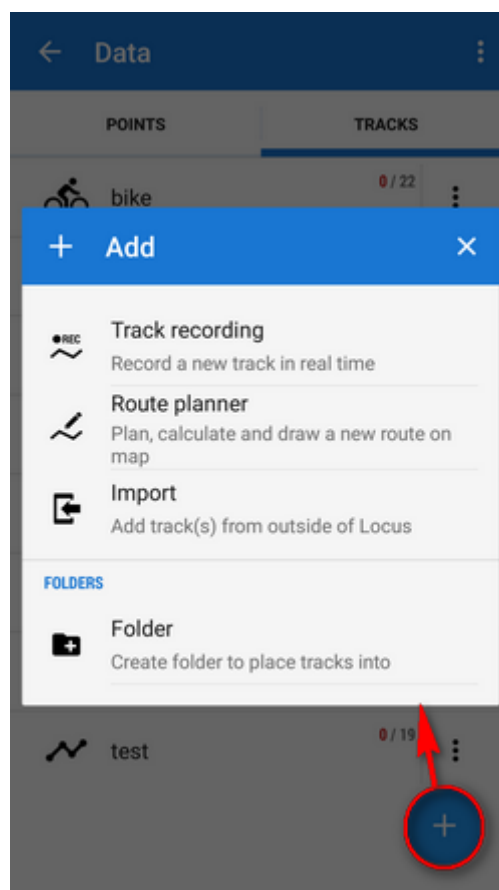 Data
POINTS TRACKS
bike 0 / 22
+ Add
REC
Track recording
Record a new track in real time
Route planner
Plan, calculate and draw a new route on
map
Import
Add track(s) from outside of Locus
FOLDERS
Folder
Create folder to place tracks into
test 0 / 19
+